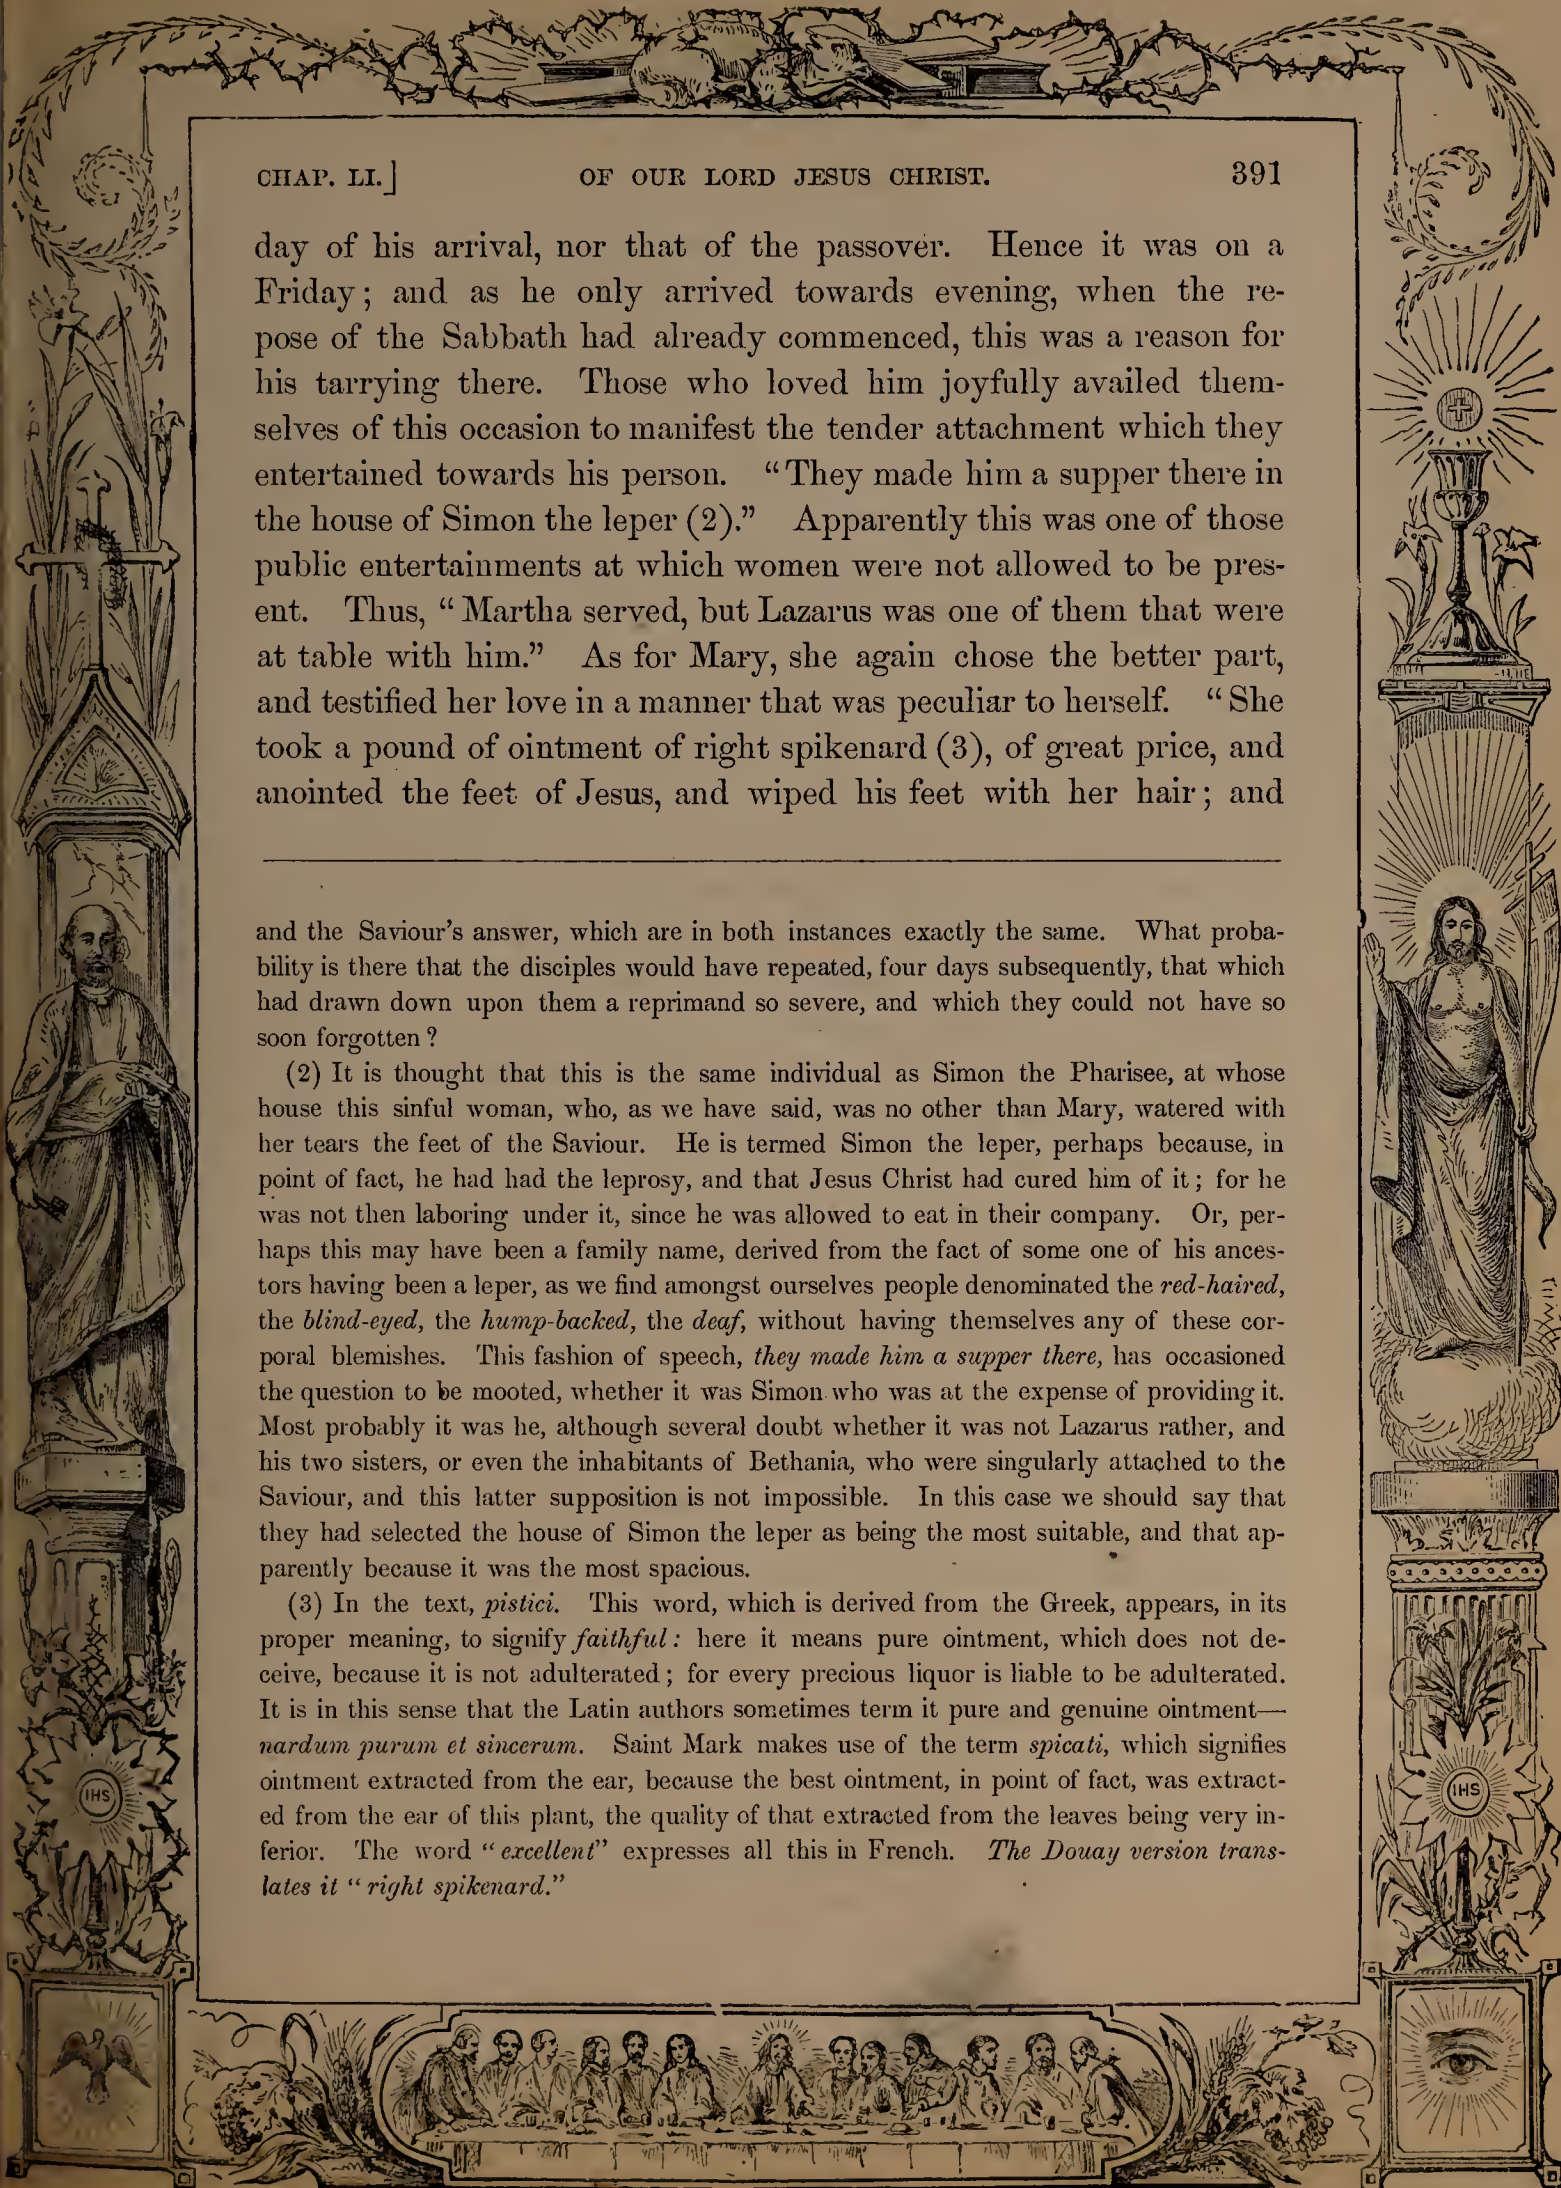 CHAP. LI.] OF OUR LORD JESUS CHRIST. 391
day of his arrival, nor that of the passover. Hence it was on a
Friday; and as he only arrived towards evening, when the re-
pose of the Sabbath had already commenced, this was a reason for
his tarrying there. Those who loved him joyfully availed them-
selves of this occasion to manifest the tender attachment which they
entertained towards his person. “They made him a supper there in
the house of Simon the leper (2).” Apparently this was one of those
public entertainments at which women were not allowed to be pres-
ent. Thus, “Martha served, but Lazarus was one of them that were
at table with him.” As for Mary, she again chose the better part,
and testified her love in a manner that was peculiar to herself. “She
took a pound of ointment of right spikenard (3), of great price, and
anointed the feet of Jesus, and wiped his feet with her hair; and
and the Saviour’s answer, which are in both instances exactly the same. What proba-
bility is there that the disciples would have repeated, four days subsequently, that which
had drawn down upon them a reprimand so severe, and which they could not have so
soon forgotten?
(2) It is thought that this is the same individual as Simon the Pharisee, at whose
house this sinful woman, who, as we have said, was no other than Mary, watered with
her tears the feet of the Saviour. He is termed Simon the leper, perhaps because, in
point of fact, he had had the leprosy, and that Jesus Christ had cured him of it; for he
was not then laboring under it, since he was allowed to eat in their company. Or, per-
haps this may have been a family name, derived from the fact of some one of his ances-
tors having been a leper, as we find amongst ourselves people denominated the red-haired,
the blind-eyed, the hump-backed, the deaf, without having themselves any of these cor-
poral blemishes. This fashion of speech, they made him a supper there, has occasioned
the question to be mooted, whether it was Simon who was at the expense of providing it.
Most probably it was he, although several doubt whether it was not Lazarus rather, and
his two sisters, or even the inhabitants of Bethania, who were singularly attached to the
Saviour, and this latter supposition is not impossible. In this case we should say that
they had selected the house of Simon the leper as being the most suitable, and that ap-
parently because it was the most spacious.
(3) In the text, pistici. This word, which is derived from the Greek, appears, in its
proper meaning, to signify faithful: here it means pure ointment, which does not de-
ceive, because it is not adulterated; for every precious liquor is liable to be adulterated.
It is in this sense that the Latin authors sometimes term it pure and genuine ointment—
nardum purum et sincerum. Saint Mark makes use of the term spicati, which signifies
ointment extracted from the ear, because the best ointment, in point of fact, was extract-
ed from the ear of this plant, the quality of that extracted from the leaves being very in-
ferior. The word “excellent” expresses all this in French. The Douay version trans-
lates it “right spikenard.”
IHS
IHS